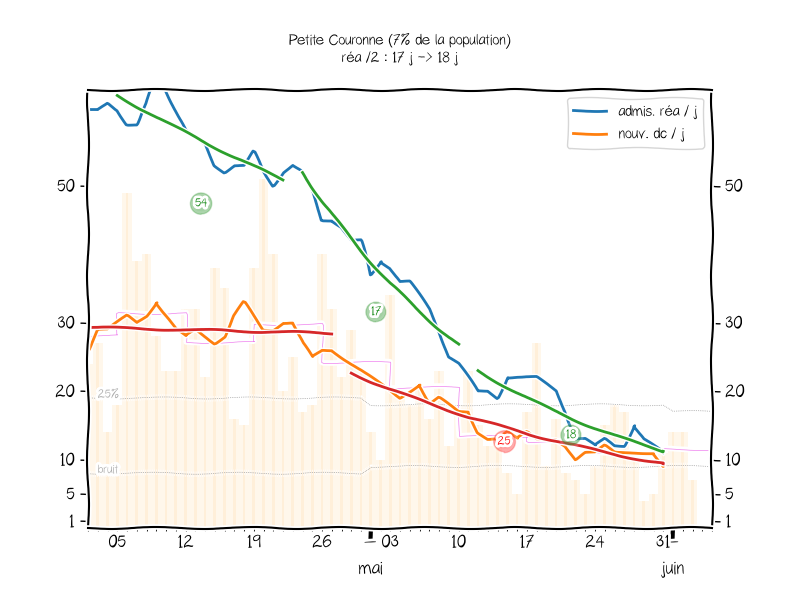 Petite Couronne (7% de la population)
réa /2 : 17 j -> 18 j
admis. réa / j
nouv. dc / j
50
50
54
17
30
30
25%
20
20
18
25
bruit
10
10
5
5
1
1
05 12 19 26 03 10 17 24 31
mai juin